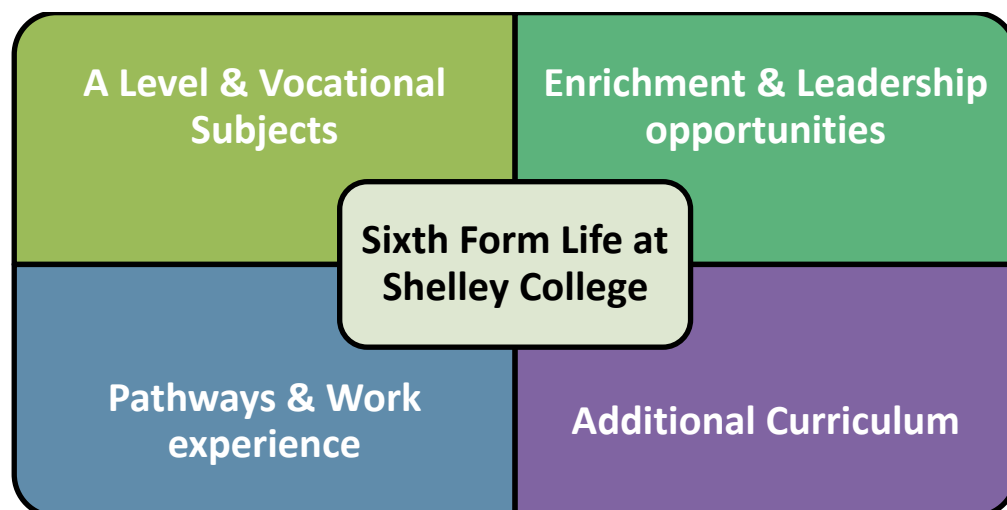 A Level & Vocational
Subjects
Enrichment & Leadership
opportunities
Sixth Form Life at
Shelley College
Pathways & Work
experience
Additional Curriculum